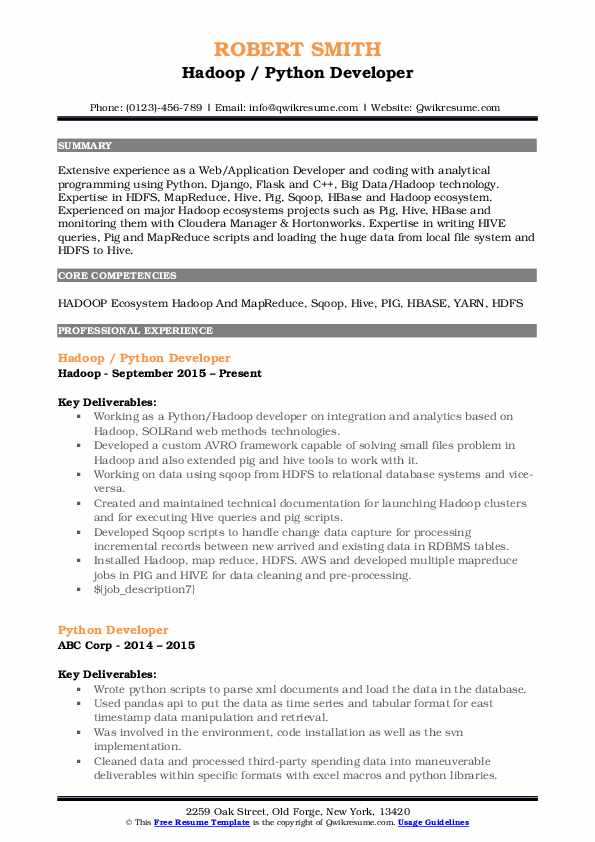 ROBERT SMITH
Hadoop / Python Developer
Phone: (0123)-456-789 | Email: info@qwikresume.com | Website: Qwikresume.com
SUMMARY
Extensive experience as a Web/Application Developer and coding with analytical
programming using Python, Django, Flask and C++, Big Data/Hadoop technology.
Expertise in HDFS, MapReduce, Hive, Pig, Sqoop, HBase and Hadoop ecosystem.
Experienced on major Hadoop ecosystems projects such as Pig, Hive, HBase and
monitoring them with Cloudera Manager & Hortonworks. Expertise in writing HIVE
queries, Pig and MapReduce scripts and loading the huge data from local file system and
HDFS to Hive.
CORE COMPETENCIES
HADOOP Ecosystem Hadoop And MapReduce, Sqoop, Hive, PIG, HBASE, YARN, HDFS
PROFESSIONAL EXPERIENCE
Hadoop / Python Developer
Hadoop - September 2015 – Present
Key Deliverables:
▪ Working as a Python/Hadoop developer on integration and analytics based on
Hadoop, SOLRand web methods technologies.
▪ Developed a custom AVRO framework capable of solving small files problem in
Hadoop and also extended pig and hive tools to work with it.
▪ Working on data using sqoop from HDFS to relational database systems and vice-
versa.
▪ Created and maintained technical documentation for launching Hadoop clusters
and for executing Hive queries and pig scripts.
▪ Developed Sqoop scripts to handle change data capture for processing
incremental records between new arrived and existing data in RDBMS tables.
▪ Installed Hadoop, map reduce, HDFS, AWS and developed multiple mapreduce
jobs in PIG and HIVE for data cleaning and pre-processing.
▪ ${job_description7}
Python Developer
ABC Corp - 2014 – 2015
Key Deliverables:
▪ Wrote python scripts to parse xml documents and load the data in the database.
▪ Used pandas api to put the data as time series and tabular format for east
timestamp data manipulation and retrieval.
▪ Was involved in the environment, code installation as well as the svn
implementation.
▪ Cleaned data and processed third-party spending data into maneuverable
deliverables within specific formats with excel macros and python libraries.
2259 Oak Street, Old Forge, New York, 13420
© This Free Resume Template is the copyright of Qwikresume.com. Usage Guidelines